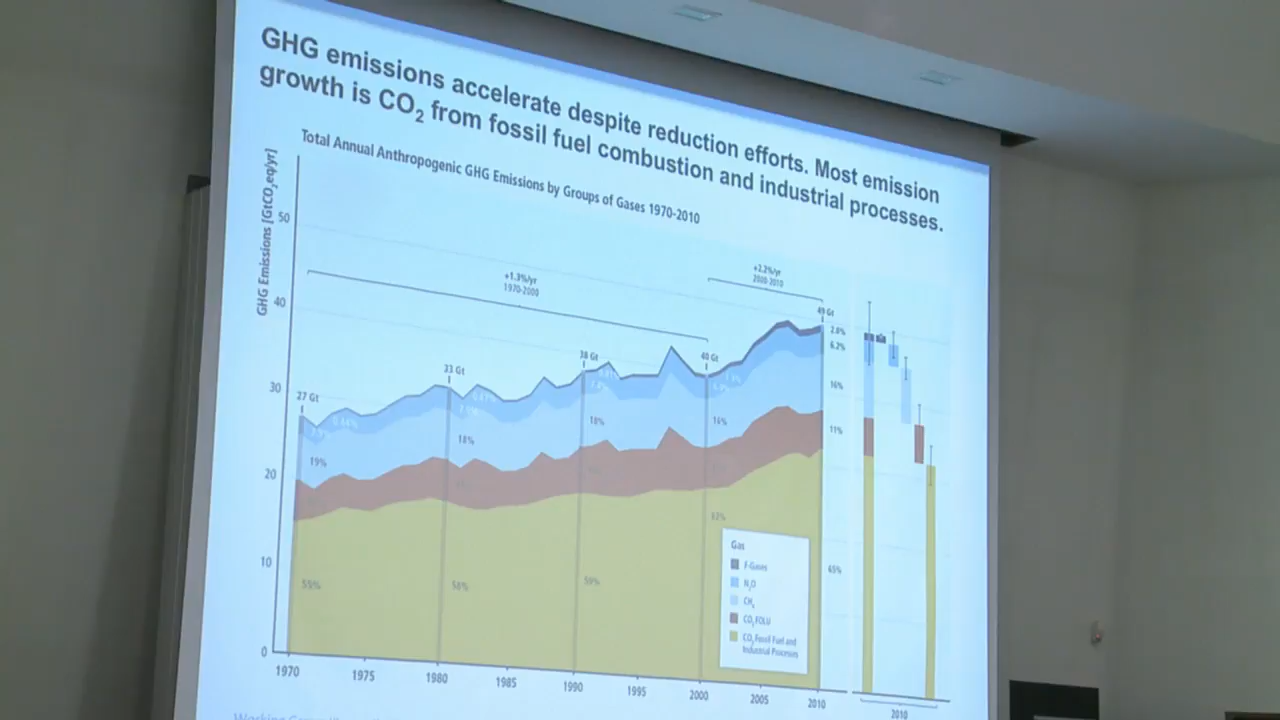 GHG emissions accelerate despite reduction efforts. Most emission
growth is CO₂ from fossil fuel combustion and industrial processes.
Total Annual Anthropogenic GHG Emissions by Groups of Gases 1970-2010
GHG Emissions [GtCO₂eq/yr]
50
40
30
20
10
0
+1.3%/yr
1970-2000
+2.2%/yr
2000-2010
27 Gt
33 Gt
38 Gt
40 Gt
49 Gt
2.0%
6.2%
16%
11%
65%
19%
18%
18%
16%
55%
58%
59%
62%
Gas
F-Gases
N₂O
CH₄
CO₂ FOLU
CO₂ Fossil Fuel and
Industrial Processes
1970
1975
1980
1985
1990
1995
2000
2005
2010
2010